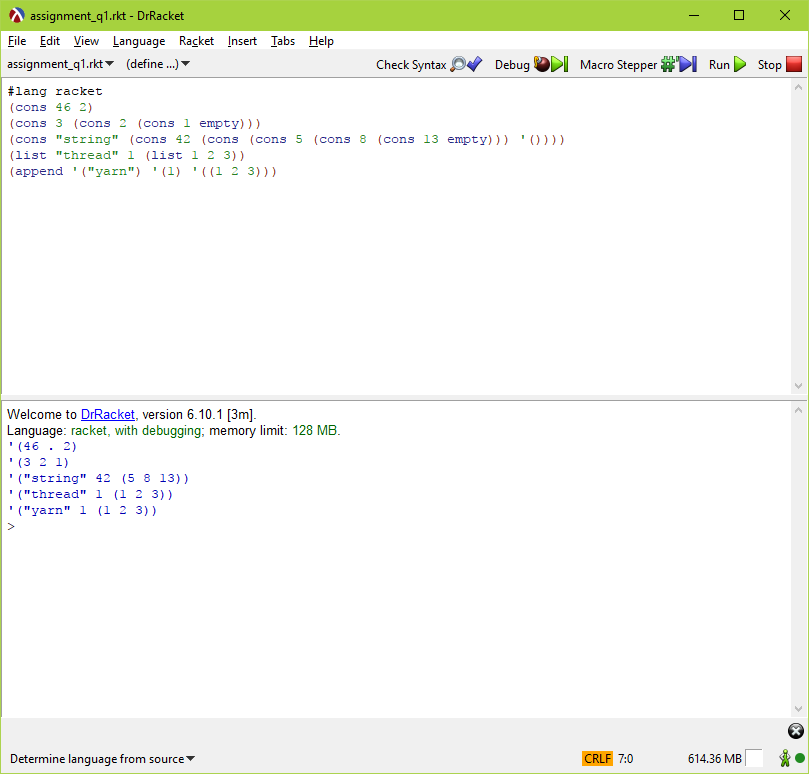 assignment_q1.rkt - DrRacket
File Edit View Language Racket Insert Tabs Help
assignment_q1.rkt (define ...) Check Syntax Debug Macro Stepper Run Stop
#lang racket
(cons 46 2)
(cons 3 (cons 2 (cons 1 empty)))
(cons "string" (cons 42 (cons (cons 5 (cons 8 (cons 13 empty))) '())))
(list "thread" 1 (list 1 2 3))
(append '("yarn") '(1) '((1 2 3)))
Welcome to DrRacket, version 6.10.1 [3m].
Language: racket, with debugging; memory limit: 128 MB.
'(46 . 2)
'(3 2 1)
'("string" 42 (5 8 13))
'("thread" 1 (1 2 3))
'("yarn" 1 (1 2 3))
>
Determine language from source CRLF 7:0 614.36 MB